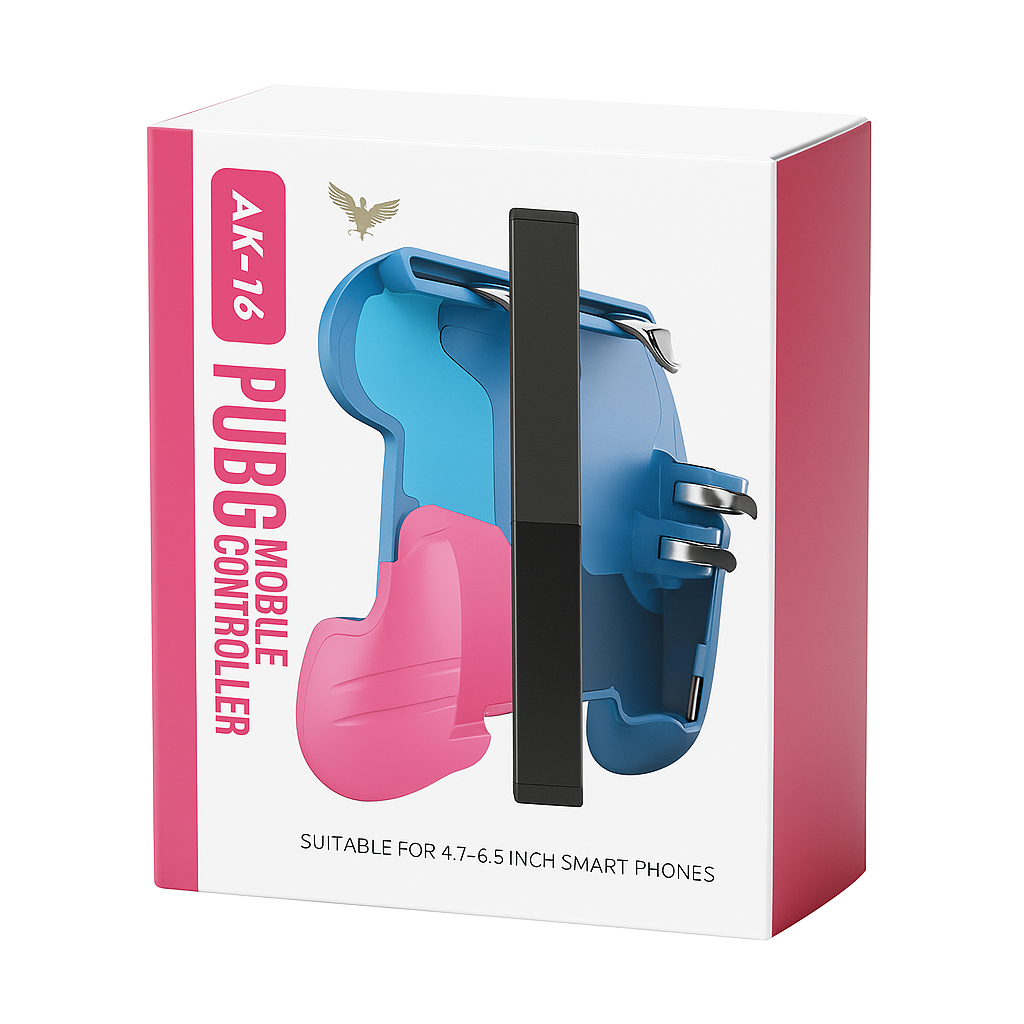 AK-16
PUBG
MOBILE
CONTROLLER
SUITABLE FOR 4.7–6.5 INCH SMART PHONES